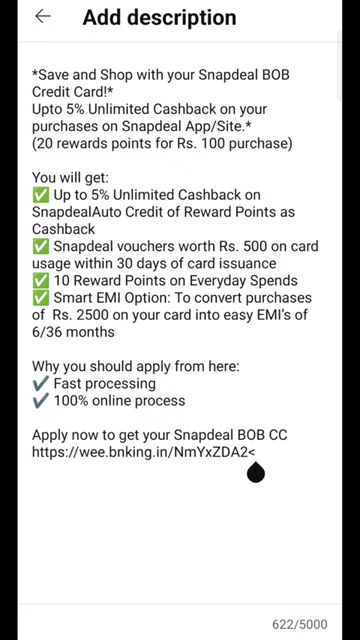 Add description
*Save and Shop with your Snapdeal BOB
Credit Card!*
Upto 5% Unlimited Cashback on your
purchases on Snapdeal App/Site.*
(20 rewards points for Rs. 100 purchase)
You will get:
✅ Up to 5% Unlimited Cashback on
SnapdealAuto Credit of Reward Points as
Cashback
✅ Snapdeal vouchers worth Rs. 500 on card
usage within 30 days of card issuance
✅ 10 Reward Points on Everyday Spends
✅ Smart EMI Option: To convert purchases
of Rs. 2500 on your card into easy EMI's of
6/36 months
Why you should apply from here:
✔️ Fast processing
✔️ 100% online process
Apply now to get your Snapdeal BOB CC
https://wee.bnking.in/NmYxZDA2<
622/5000